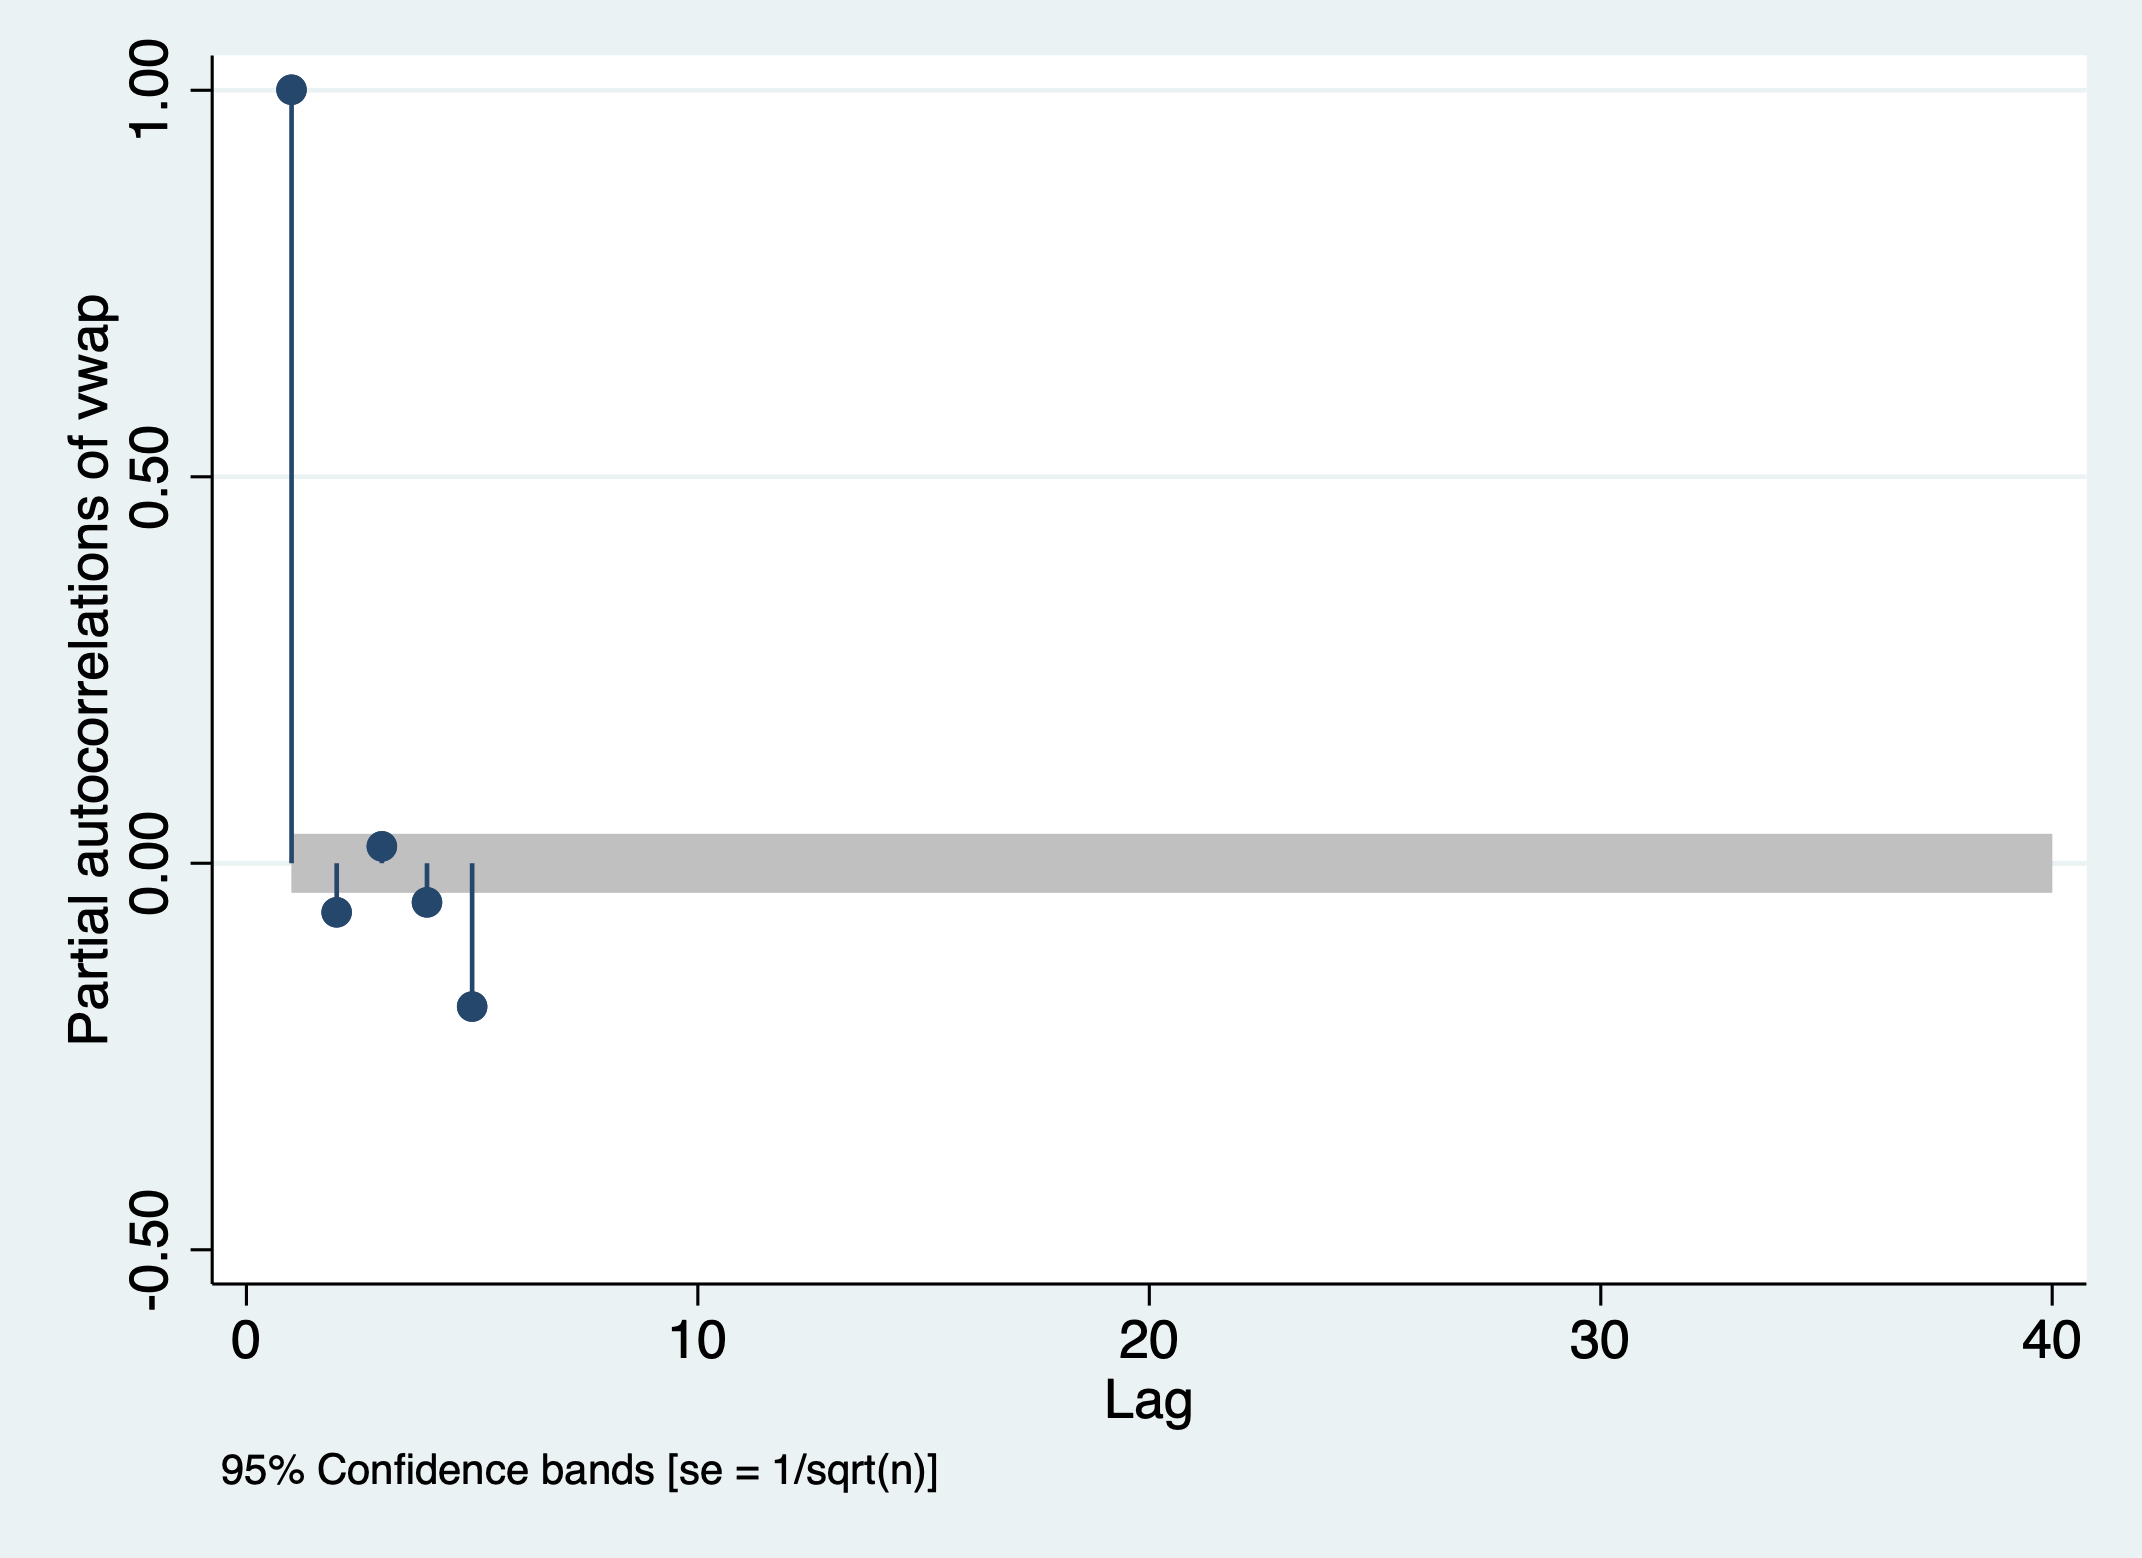 Partial autocorrelations of vwap
1.00
0.50
0.00
-0.50
0 10 20 30 40
Lag
95% Confidence bands [se = 1/sqrt(n)]